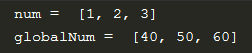 num =  [1, 2, 3]
globalNum =  [40, 50, 60]